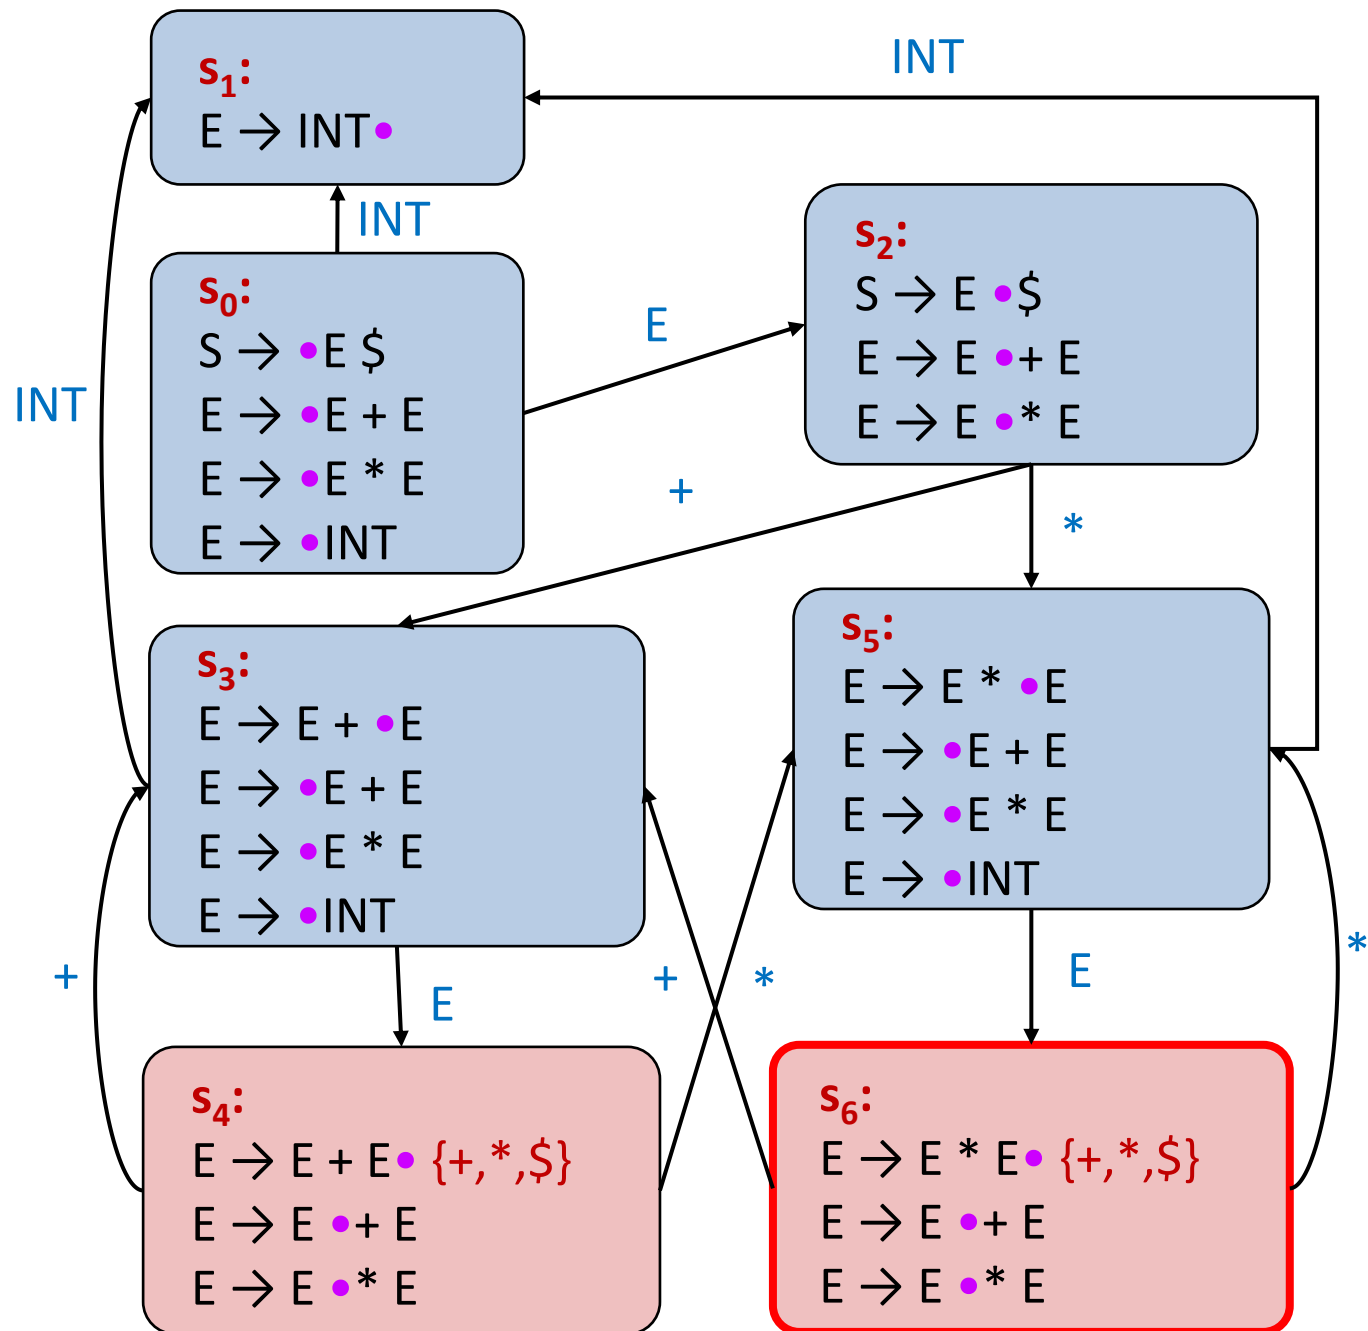 s₁:
E → INT•
INT
INT
s₀:
S → •E $
E → •E + E
E → •E * E
E → •INT
E
s₂:
S → E •$
E → E •+ E
E → E •* E
INT
+
*
s₃:
E → E + •E
E → •E + E
E → •E * E
E → •INT
s₅:
E → E * •E
E → •E + E
E → •E * E
E → •INT
+
E
+
*
E
*
s₄:
E → E + E• {+,*,$}
E → E •+ E
E → E •* E
s₆:
E → E * E• {+,*,$}
E → E •+ E
E → E •* E